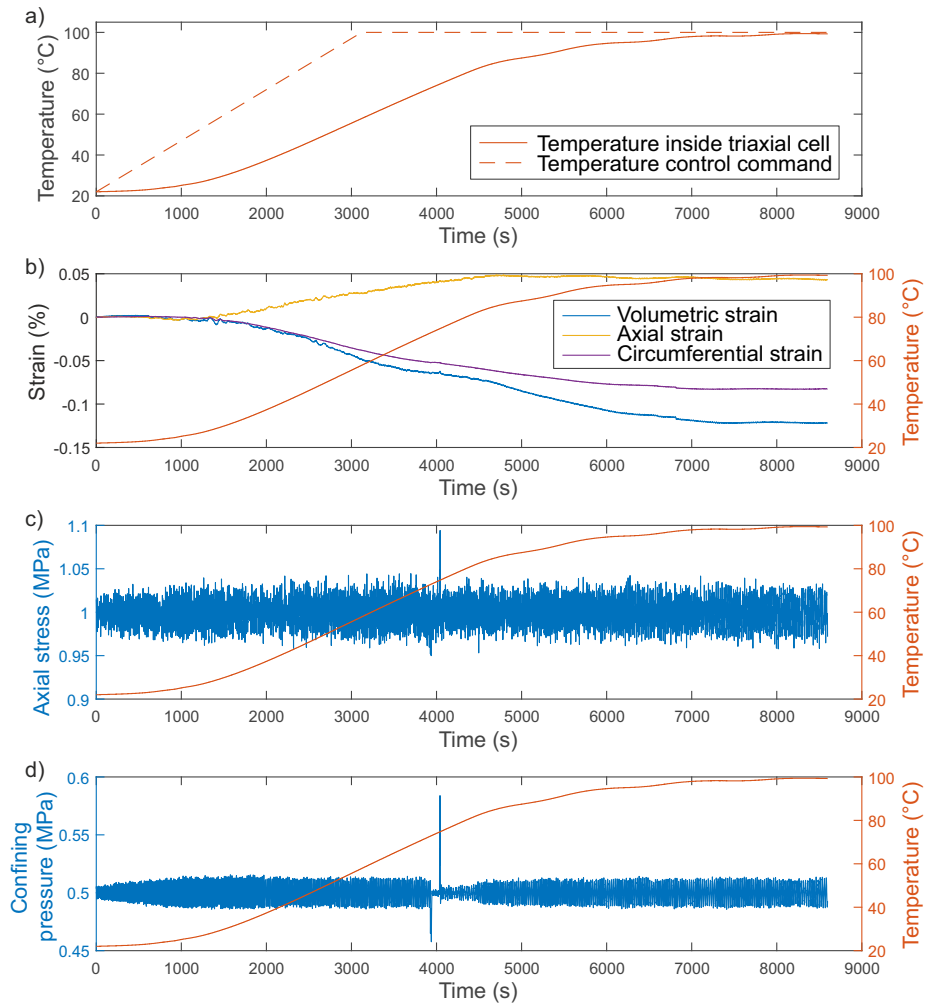 a)
100
80
60
40
20
Temperature (°C)
Temperature inside triaxial cell
Temperature control command
0 1000 2000 3000 4000 5000 6000 7000 8000 9000
Time (s)
b)
0.05
0
-0.05
-0.1
-0.15
Strain (%)
Volumetric strain
Axial strain
Circumferential strain
100
80
60
40
20
Temperature (°C)
0 1000 2000 3000 4000 5000 6000 7000 8000 9000
Time (s)
c)
1.1
1.05
1
0.95
0.9
Axial stress (MPa)
100
80
60
40
20
Temperature (°C)
0 1000 2000 3000 4000 5000 6000 7000 8000 9000
Time (s)
d)
0.6
0.55
0.5
0.45
Confining
pressure (MPa)
100
80
60
40
20
Temperature (°C)
0 1000 2000 3000 4000 5000 6000 7000 8000 9000
Time (s)